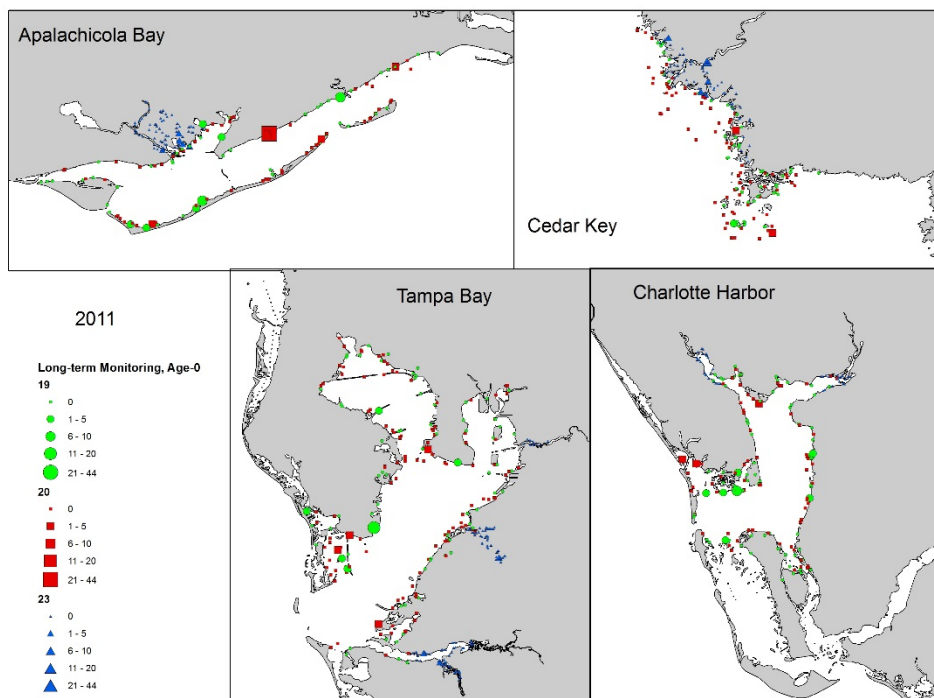 Apalachicola Bay
Cedar Key
Tampa Bay
Charlotte Harbor
2011
Long-term Monitoring, Age-0
19
0
1 - 5
6 - 10
11 - 20
21 - 44
20
0
1 - 5
6 - 10
11 - 20
21 - 44
23
0
1 - 5
6 - 10
11 - 20
21 - 44